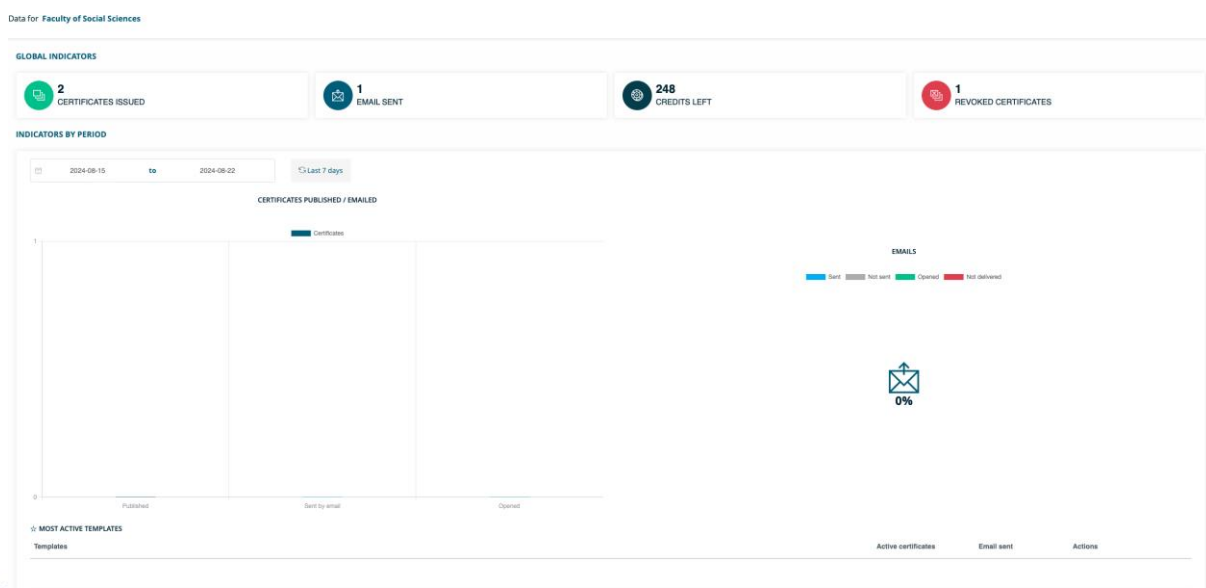 Data for Faculty of Social Sciences
GLOBAL INDICATORS
2
CERTIFICATES ISSUED
1
EMAIL SENT
248
CREDITS LEFT
1
REVOKED CERTIFICATES
INDICATORS BY PERIOD
2024-08-15 to 2024-08-22 Last 7 days
CERTIFICATES PUBLISHED / EMAILED
Certificates
1
0
Published Sent by email Opened
EMAILS
Sent Not sent Opened Not delivered
0%
☆ MOST ACTIVE TEMPLATES
Templates Active certificates Email sent Actions